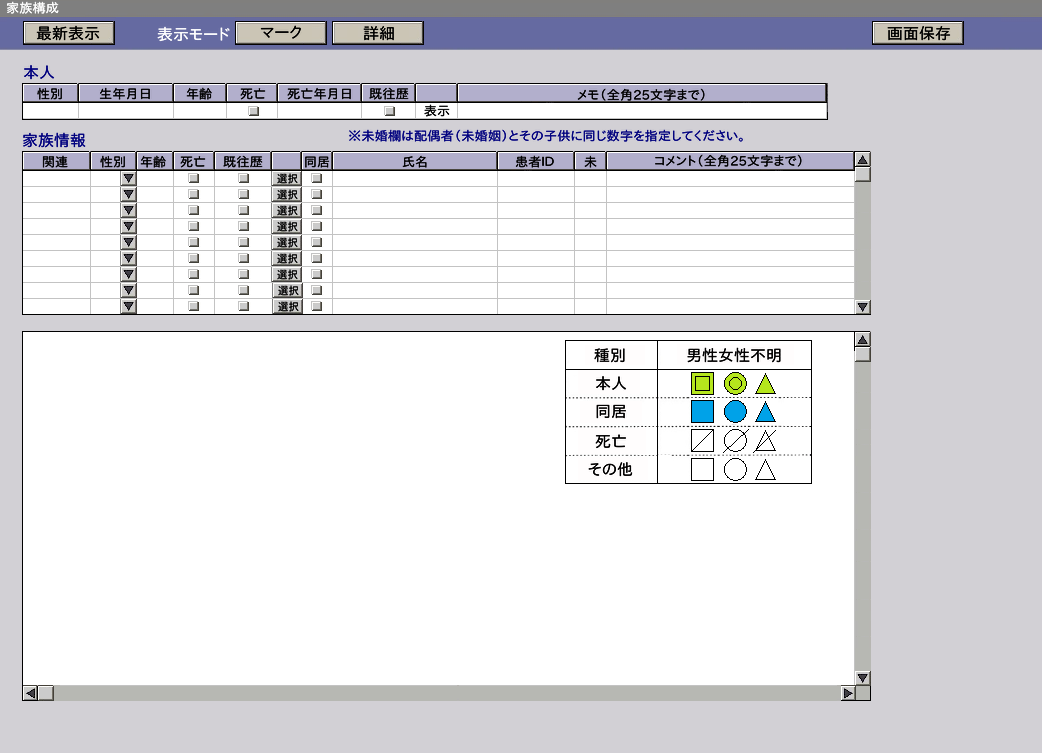 家族構成
最新表示 表示モード マーク 詳細 画面保存
本人
性別 生年月日 年齢 死亡 死亡年月日 既往歴 メモ(全角25文字まで)
表示
家族情報 ※未婚欄は配偶者(未婚姻)とその子供に同じ数字を指定してください。
関連 性別 年齢 死亡 既往歴 同居 氏名 患者ID 未 コメント(全角25文字まで)
選択
選択
選択
選択
選択
選択
選択
選択
選択
種別 男性女性不明
本人
同居
死亡
その他